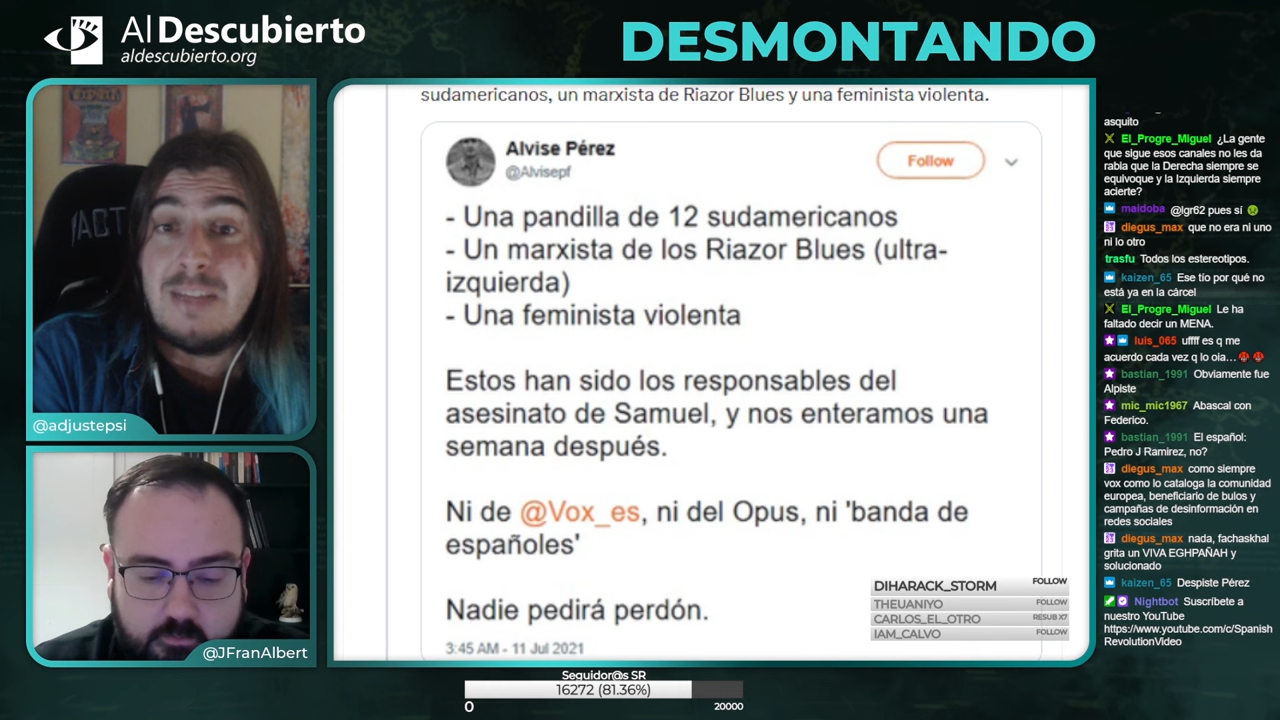 Al Descubierto
aldescubierto.org
DESMONTANDO
@adjustepsi
@JFranAlbert
sudamericanos, un marxista de Riazor Blues y una feminista violenta.
Alvise Pérez
@Alvisepf
Follow
- Una pandilla de 12 sudamericanos
- Un marxista de los Riazor Blues (ultra-
izquierda)
- Una feminista violenta
Estos han sido los responsables del
asesinato de Samuel, y nos enteramos una
semana después.
Ni de @Vox_es, ni del Opus, ni 'banda de
españoles'
Nadie pedirá perdón.
3:45 AM - 11 Jul 2021
DIHARACK_STORM FOLLOW
THEUANIYO FOLLOW
CARLOS_EL_OTRO RESUB X7
IAM_CALVO FOLLOW
asquito
El_Progre_Miguel ¿La gente
que sigue esos canales no les da
rabia que la Derecha siempre se
equivoque y la Izquierda siempre
acierte?
maidoba @lgr62 pues sí
diegus_max que no era ni uno
ni lo otro
trasfu Todos los estereotipos.
kaizen_65 Ese tío por qué no
está ya en la cárcel
El_Progre_Miguel Le ha
faltado decir un MENA.
luis_065 uffff es q me
acuerdo cada vez q lo oia...
bastian_1991 Obviamente fue
Alpiste
mic_mic1967 Abascal con
Federico.
bastian_1991 El español:
Pedro J Ramirez, no?
diegus_max como siempre
vox como lo cataloga la comunidad
europea, beneficiario de bulos y
campañas de desinformación en
redes sociales
diegus_max nada, fachaskhal
grita un VIVA EGHPAÑAH y
solucionado
kaizen_65 Despiste Pérez
Nightbot Suscríbete a
nuestro YouTube
https://www.youtube.com/c/Spanish
RevolutionVideo
Seguidor@s SR
16272 (81.36%)
0
20000